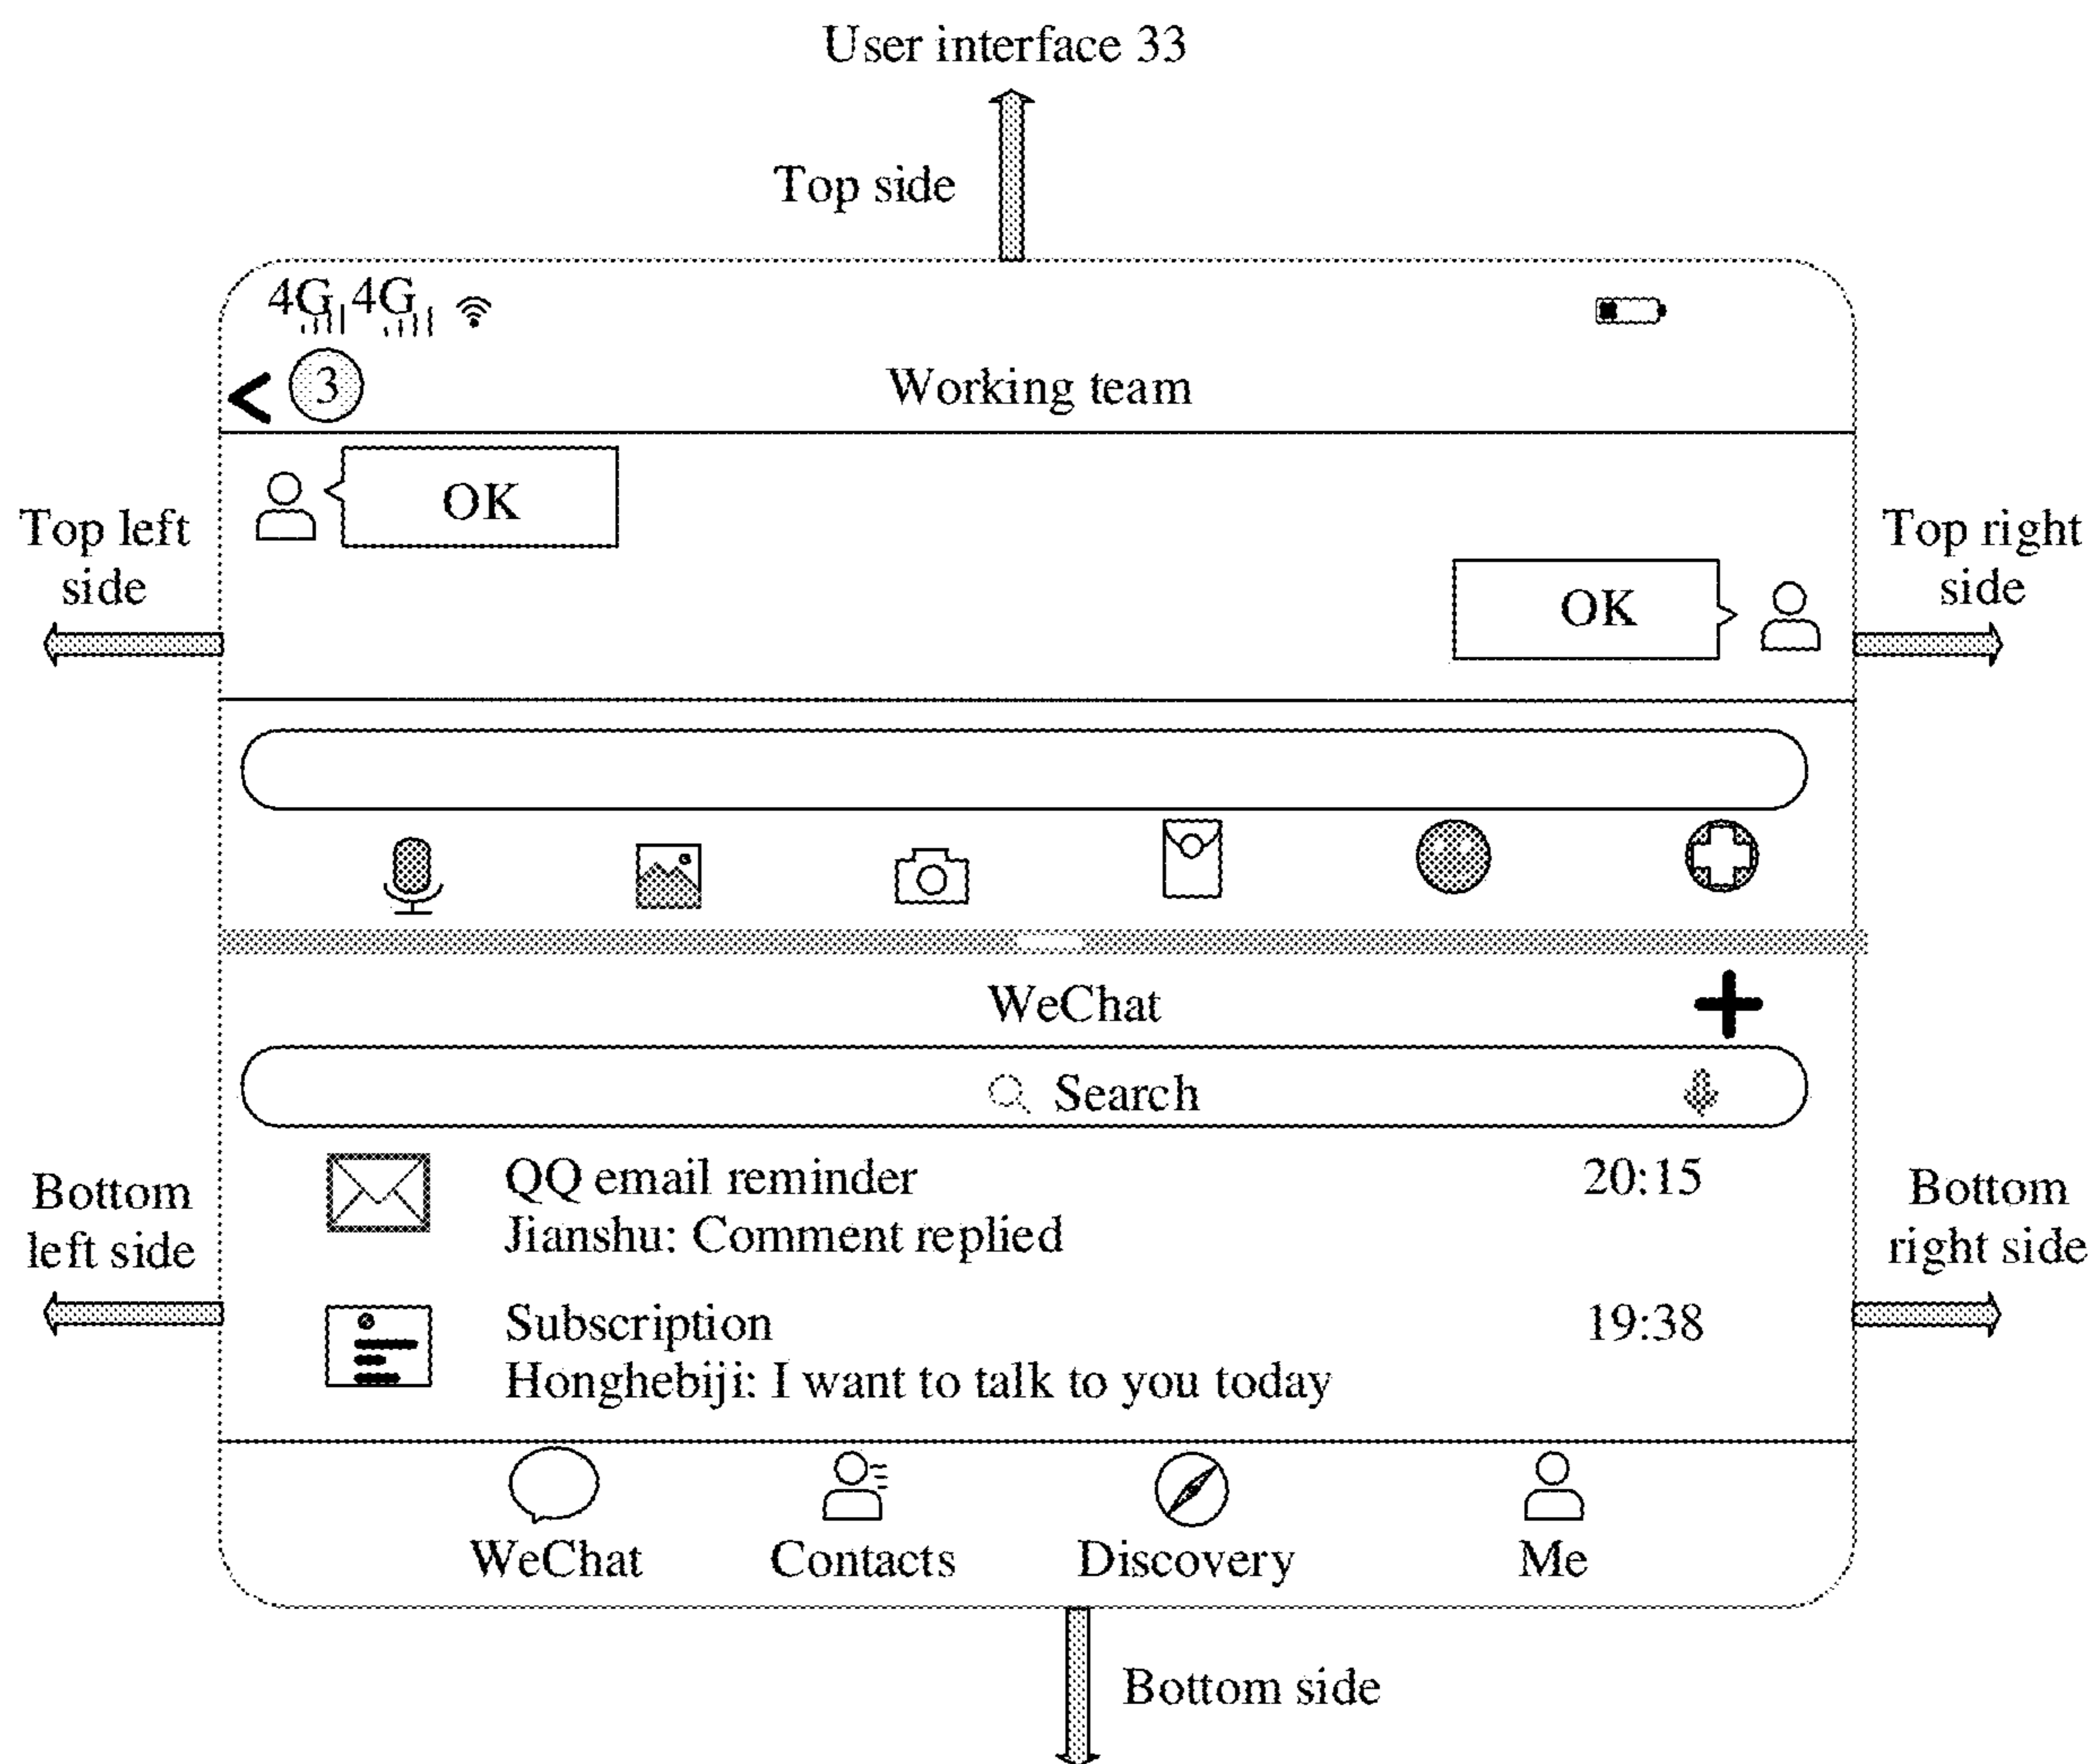 User interface 33
Top side
4G 4G
3
Working team
OK
Top left
side
Top right
side
OK
WeChat
Search
QQ email reminder
20:15
Jianshu: Comment replied
Bottom
left side
Bottom
right side
Subscription
19:38
Honghebiji: I want to talk to you today
WeChat
Contacts
Discovery
Me
Bottom side